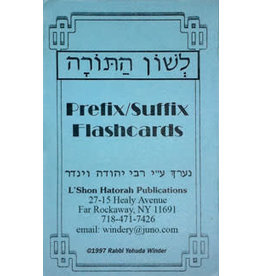 לְשׁוֹן הַתּוֹרָה
Prefix/Suffix
Flashcards
נערך ע״י רבי יהודה וינדר
L'Shon Hatorah Publications
27-15 Healy Avenue
Far Rockaway, NY 11691
718-471-7426
email: windery@juno.com
©1997 Rabbi Yehuda Winder